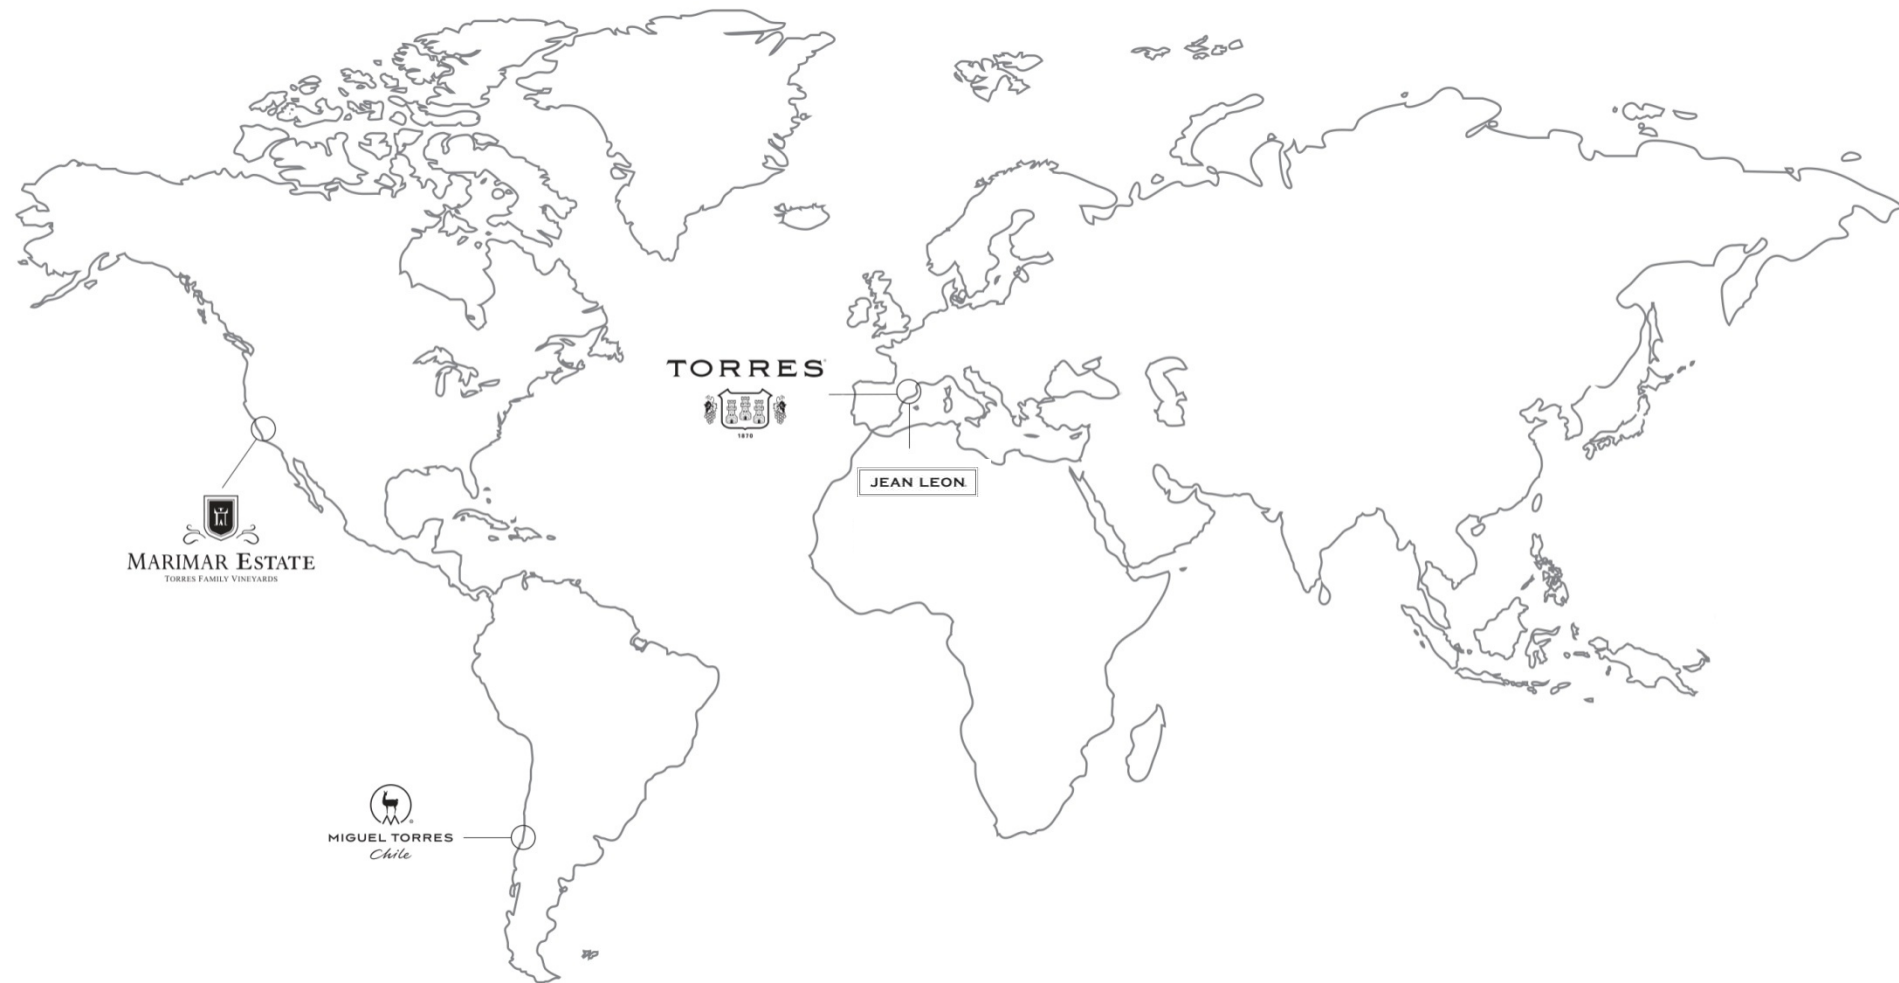 TORRES
1870
JEAN LEON
MARIMAR ESTATE
TORRES FAMILY VINEYARDS
MIGUEL TORRES
Chile